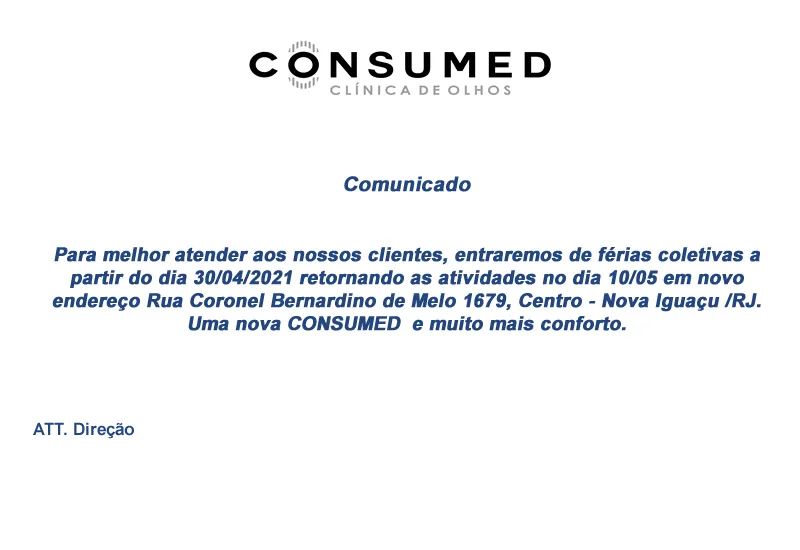 CONSUMED
CLÍNICA DE OLHOS
Comunicado
Para melhor atender aos nossos clientes, entraremos de férias coletivas a
partir do dia 30/04/2021 retornando as atividades no dia 10/05 em novo
endereço Rua Coronel Bernardino de Melo 1679, Centro - Nova Iguaçu /RJ.
Uma nova CONSUMED  e muito mais conforto.
ATT. Direção